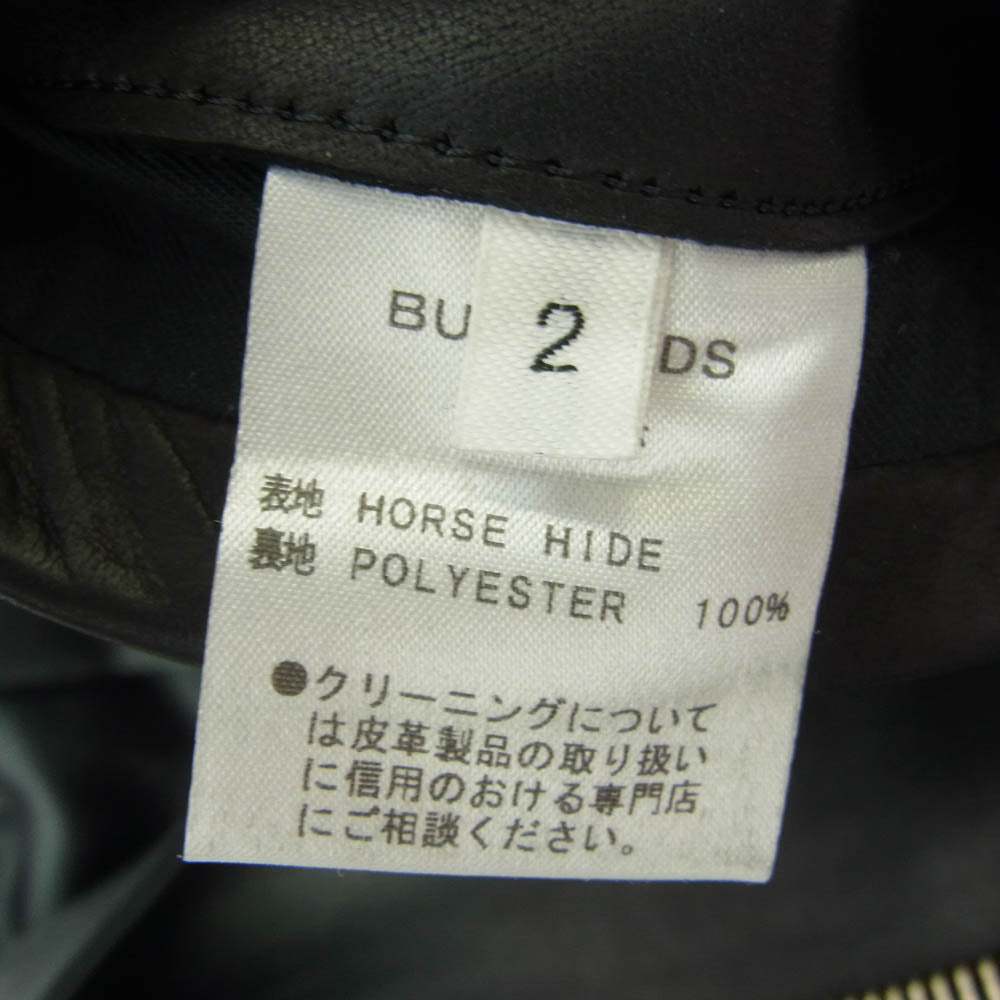 2
BU DS
表地 HORSE HIDE
裏地 POLYESTER 100%
●クリーニングについて
は皮革製品の取り扱い
に信用のおける専門店
にご相談ください。